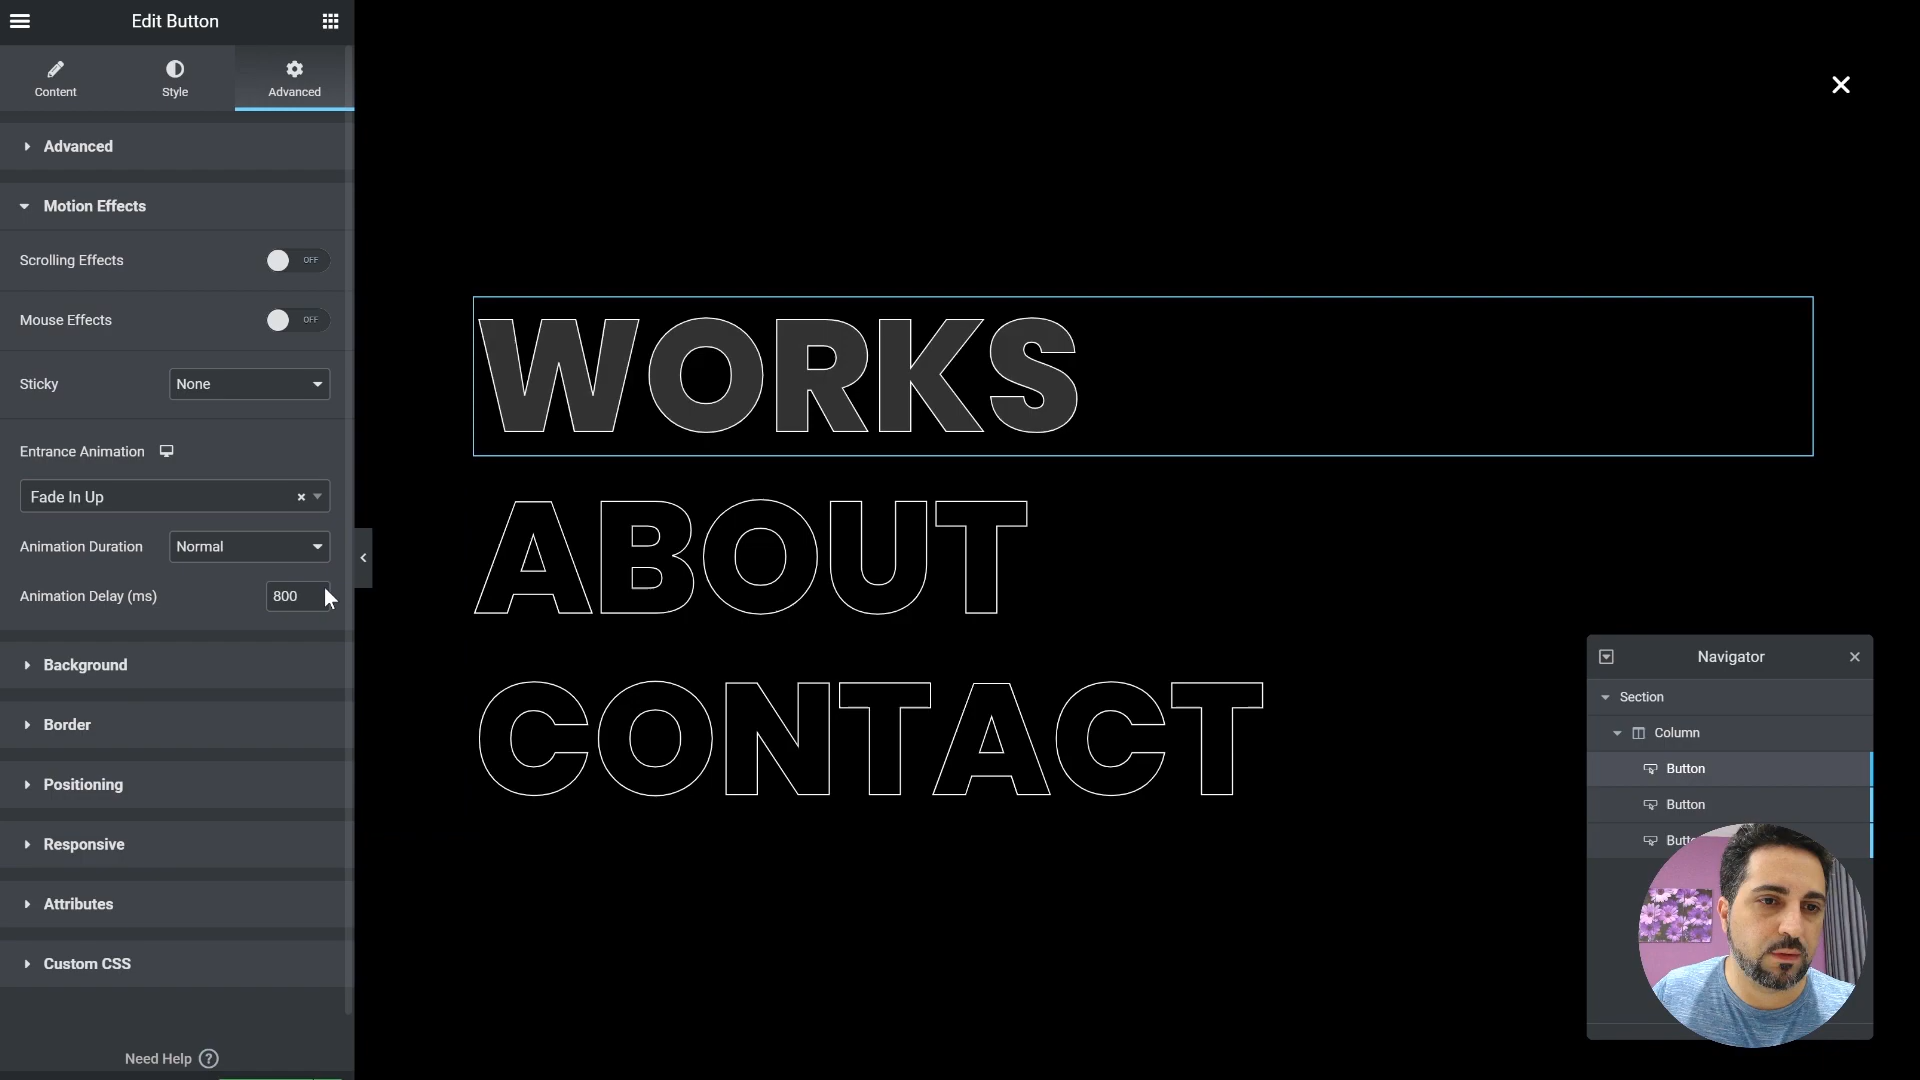 Edit Button
Content
Style
Advanced
Advanced
Motion Effects
Scrolling Effects
OFF
Mouse Effects
OFF
Sticky
None
Entrance Animation
Fade In Up
Animation Duration
Normal
Animation Delay (ms)
800
Background
Border
Positioning
Responsive
Attributes
Custom CSS
Need Help
WORKS
ABOUT
CONTACT
Navigator
Section
Column
Button
Button